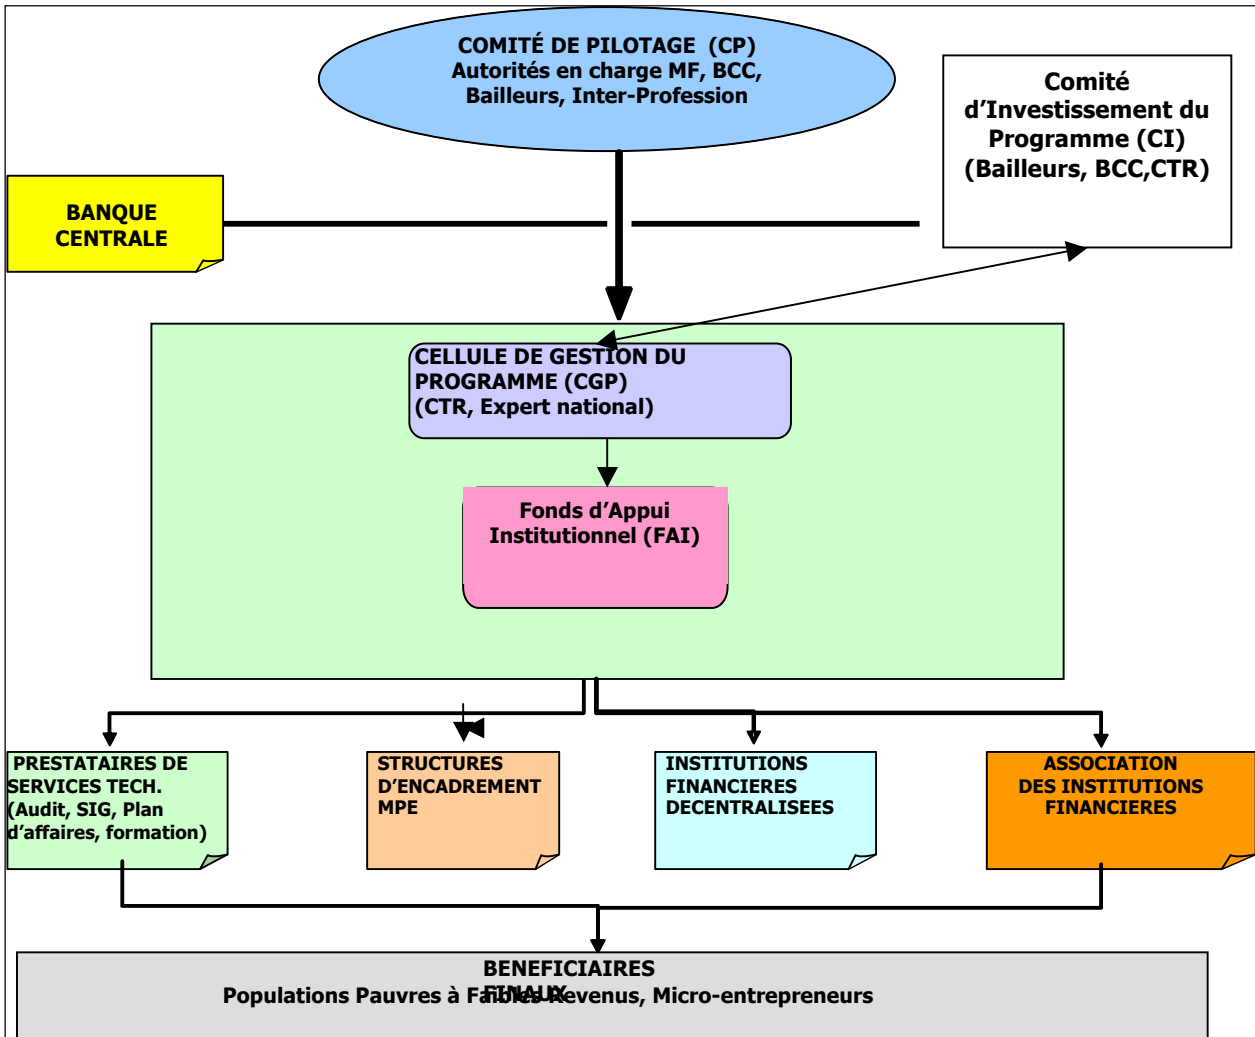 COMITÉ DE PILOTAGE (CP)
Autorités en charge MF, BCC,
Bailleurs, Inter-Profession
Comité
d’Investissement du
Programme (CI)
(Bailleurs, BCC,CTR)
BANQUE
CENTRALE
CELLULE DE GESTION DU
PROGRAMME (CGP)
(CTR, Expert national)
Fonds d’Appui
Institutionnel (FAI)
PRESTATAIRES DE
SERVICES TECH.
(Audit, SIG, Plan
d’affaires, formation)
STRUCTURES
D’ENCADREMENT
MPE
INSTITUTIONS
FINANCIERES
DECENTRALISEES
ASSOCIATION
DES INSTITUTIONS
FINANCIERES
BENEFICIAIRES
FINAUX
Populations Pauvres à Faibles Revenus, Micro-entrepreneurs